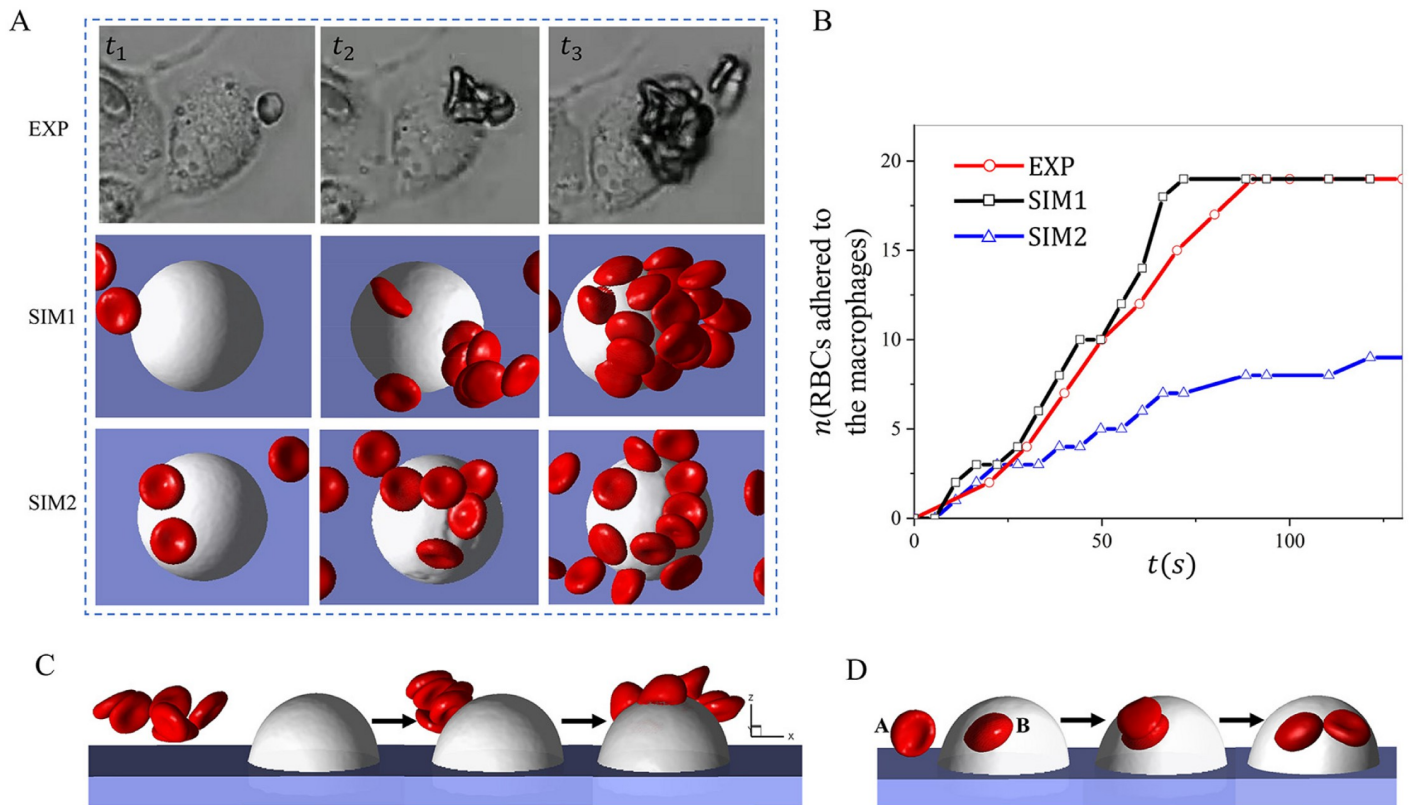 A
t1
t2
t3
EXP
SIM1
SIM2
B
n(RBCs adhered to
the macrophages)
20
15
10
5
0
EXP
SIM1
SIM2
0
50
100
t(s)
C
z
x
D
A
B